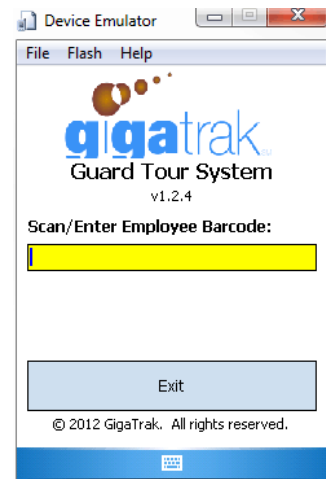 Device Emulator
File Flash Help
gigatrak
Guard Tour System
v1.2.4
Scan/Enter Employee Barcode:
Exit
© 2012 GigaTrak. All rights reserved.